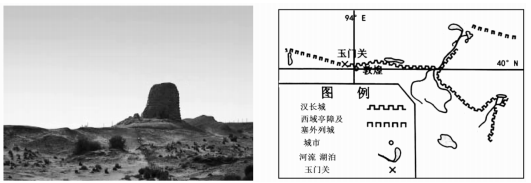 94° E
玉门关
敦煌
40° N
图 例
汉长城
西域亭障及
塞外列城
城市
河流 湖泊
玉门关